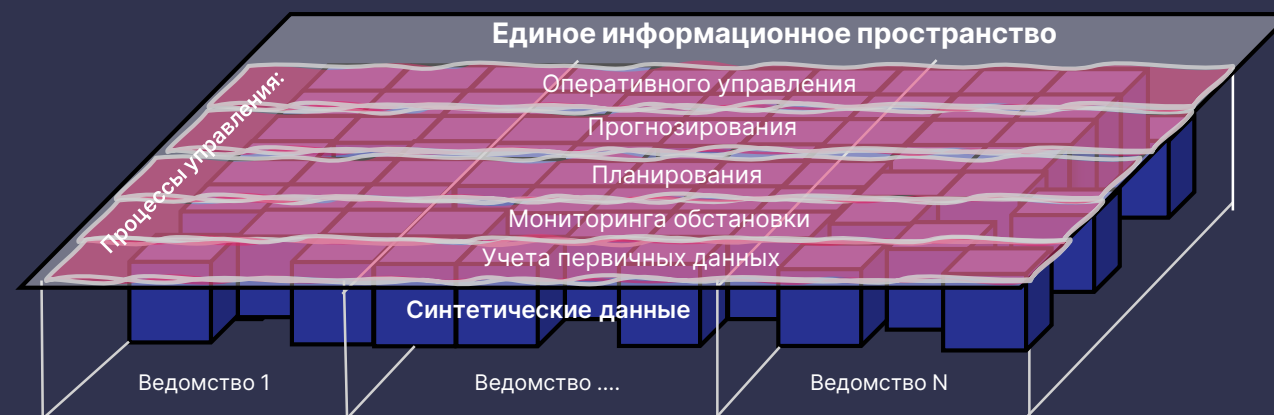 Единое информационное пространство
Процессы управления:
Оперативного управления
Прогнозирования
Планирования
Мониторинга обстановки
Учета первичных данных
Синтетические данные
Ведомство 1
Ведомство ....
Ведомство N